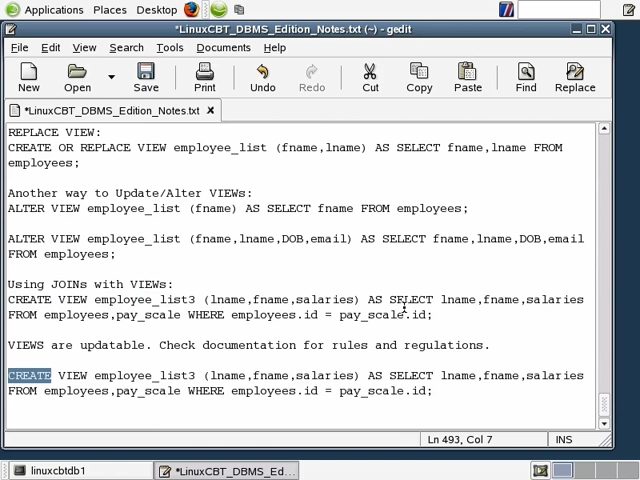 Applications Places Desktop
*LinuxCBT_DBMS_Edition_Notes.txt (~) - gedit
File Edit View Search Tools Documents Help
New Open Save Print Undo Redo Cut Copy Paste Find Replace
*LinuxCBT_DBMS_Edition_Notes.txt
REPLACE VIEW:
CREATE OR REPLACE VIEW employee_list (fname,lname) AS SELECT fname,lname FROM
employees;
Another way to Update/Alter VIEWs:
ALTER VIEW employee_list (fname) AS SELECT fname FROM employees;
ALTER VIEW employee_list (fname,lname,DOB,email) AS SELECT fname,lname,DOB,email
FROM employees;
Using JOINs with VIEWs:
CREATE VIEW employee_list3 (lname,fname,salaries) AS SELECT lname,fname,salaries
FROM employees,pay_scale WHERE employees.id = pay_scale.id;
VIEWS are updatable. Check documentation for rules and regulations.
CREATE VIEW employee_list3 (lname,fname,salaries) AS SELECT lname,fname,salaries
FROM employees,pay_scale WHERE employees.id = pay_scale.id;
Ln 493, Col 7 INS
linuxcbtdb1 *LinuxCBT_DBMS_Ed...